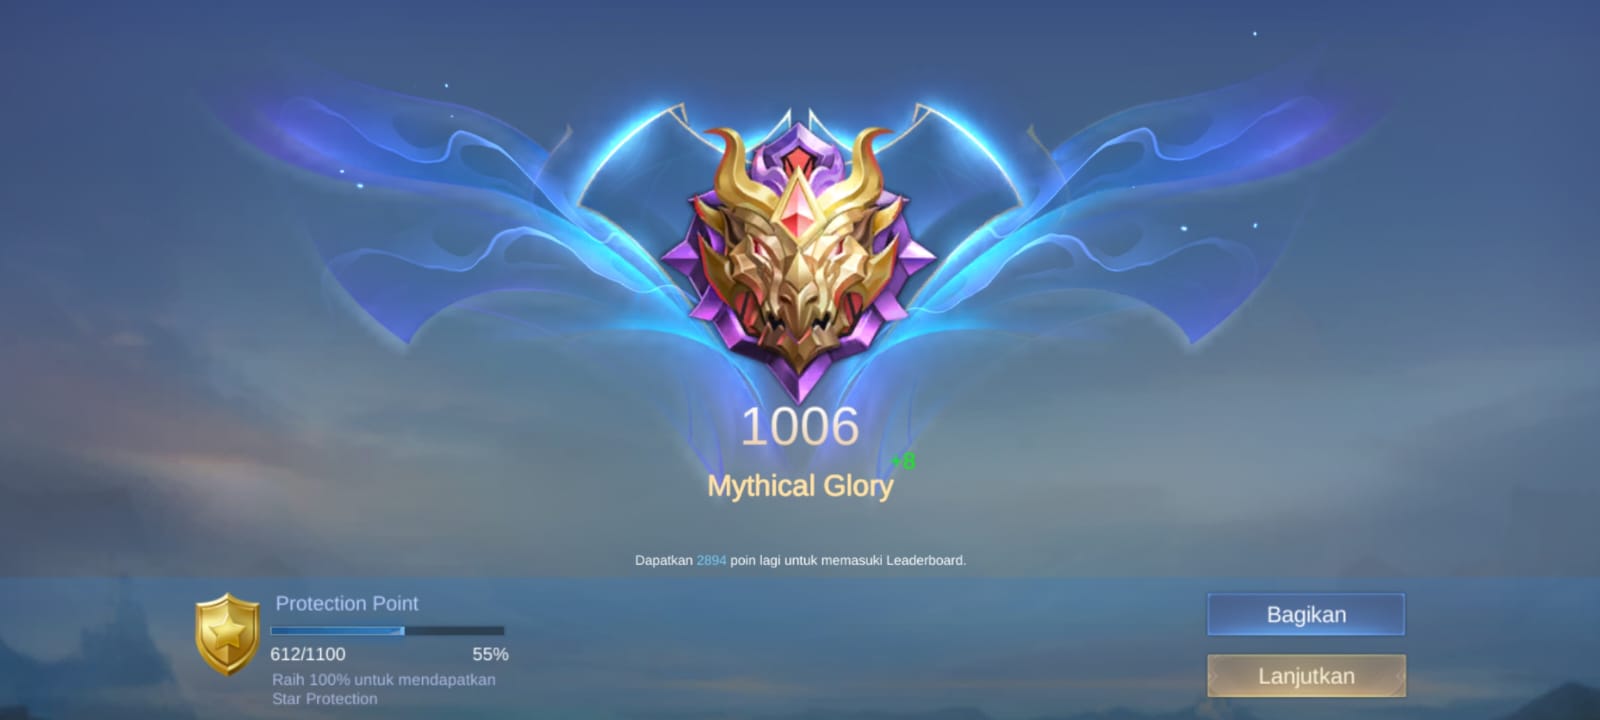 1006
+8
Mythical Glory
Dapatkan 2894 poin lagi untuk memasuki Leaderboard.
Protection Point
612/1100 55%
Raih 100% untuk mendapatkan
Star Protection
Bagikan
Lanjutkan